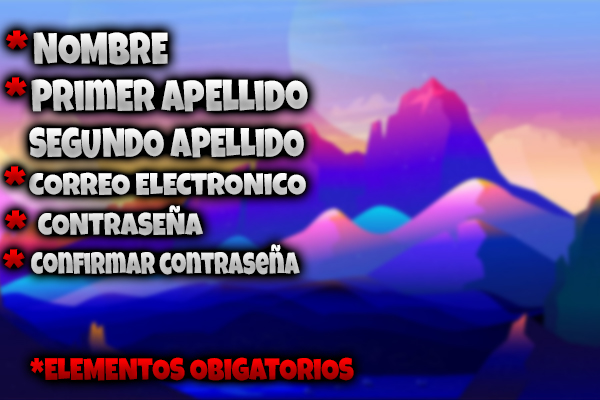 * NOMBRE
* PRIMER APELLIDO
SEGUNDO APELLIDO
* CORREO ELECTRONICO
* CONTRASEÑA
* CONFIRMAR CONTRASEÑA
*ELEMENTOS OBIGATORIOS